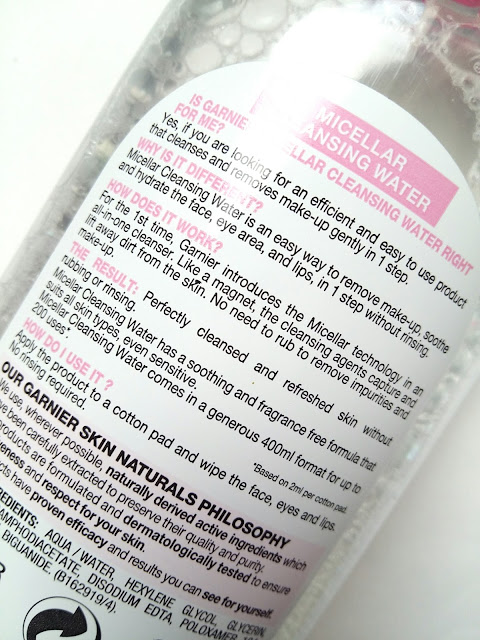 MICELLAR
CLEANSING WATER
IS GARNIER MICELLAR CLEANSING WATER RIGHT
FOR ME?
Yes, if you are looking for an efficient and easy to use product
that cleanses and removes make-up gently in 1 step.
WHY IS IT DIFFERENT?
Micellar Cleansing Water is an easy way to remove make-up, soothe
and hydrate the face, eye area, and lips, in 1 step without rinsing.
HOW DOES IT WORK?
For the 1st time, Garnier introduces the Micellar technology in an
all-in-one cleanser. Like a magnet, the cleansing agents capture and
lift away dirt from the skin. No need to rub to remove impurities and
make-up.
THE RESULT: Perfectly cleansed and refreshed skin without
rubbing or rinsing.
Micellar Cleansing Water has a soothing and fragrance free formula that
suits all skin types, even sensitive.
Micellar Cleansing Water comes in a generous 400ml format for up to
200 uses*
*Based on 2ml per cotton pad.
HOW DO I USE IT ?
Apply the product to a cotton pad and wipe the face, eyes and lips.
No rinsing required.
OUR GARNIER SKIN NATURALS PHILOSOPHY
We use, wherever possible, naturally derived active ingredients which
have been carefully extracted to preserve their quality and purity.
products are formulated and dermatologically tested to ensure
and respect for your skin.
have proven efficacy and results you can see for yourself.
INGREDIENTS: AQUA / WATER, HEXYLENE GLYCOL, GLYCERIN,
DISODIUM EDTA, POLOXAMER
BIGUANIDE, (B162919/4).